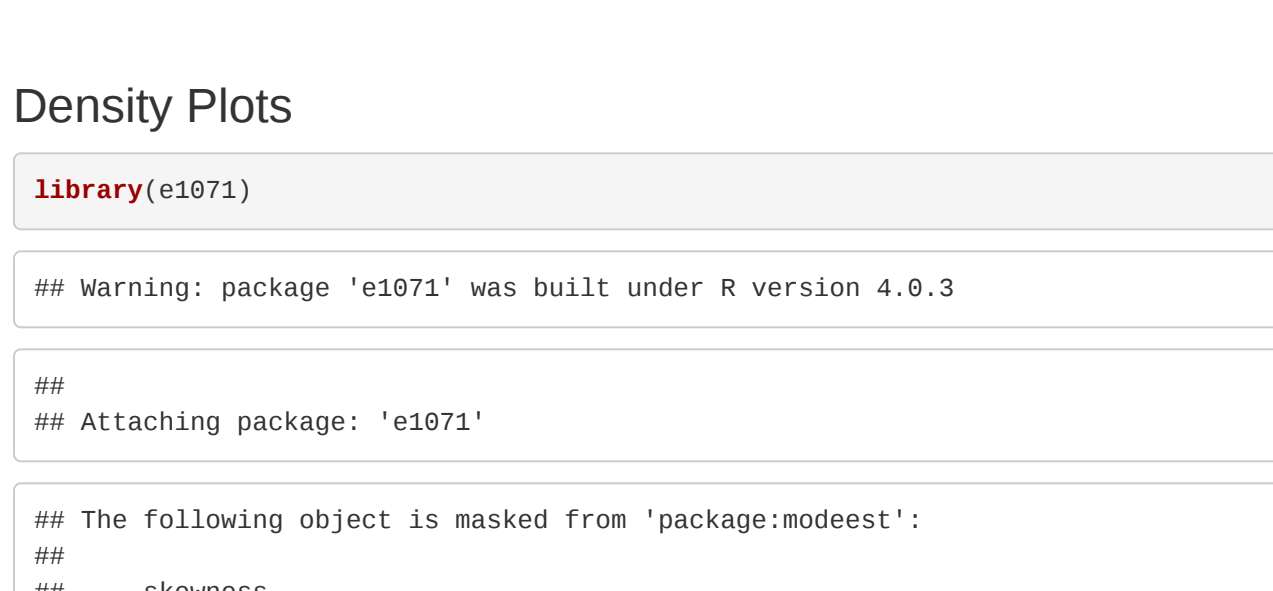 Density Plots
library(e1071)
## Warning: package 'e1071' was built under R version 4.0.3
##
## Attaching package: 'e1071'
## The following object is masked from 'package:modeest':
##
##     skewness